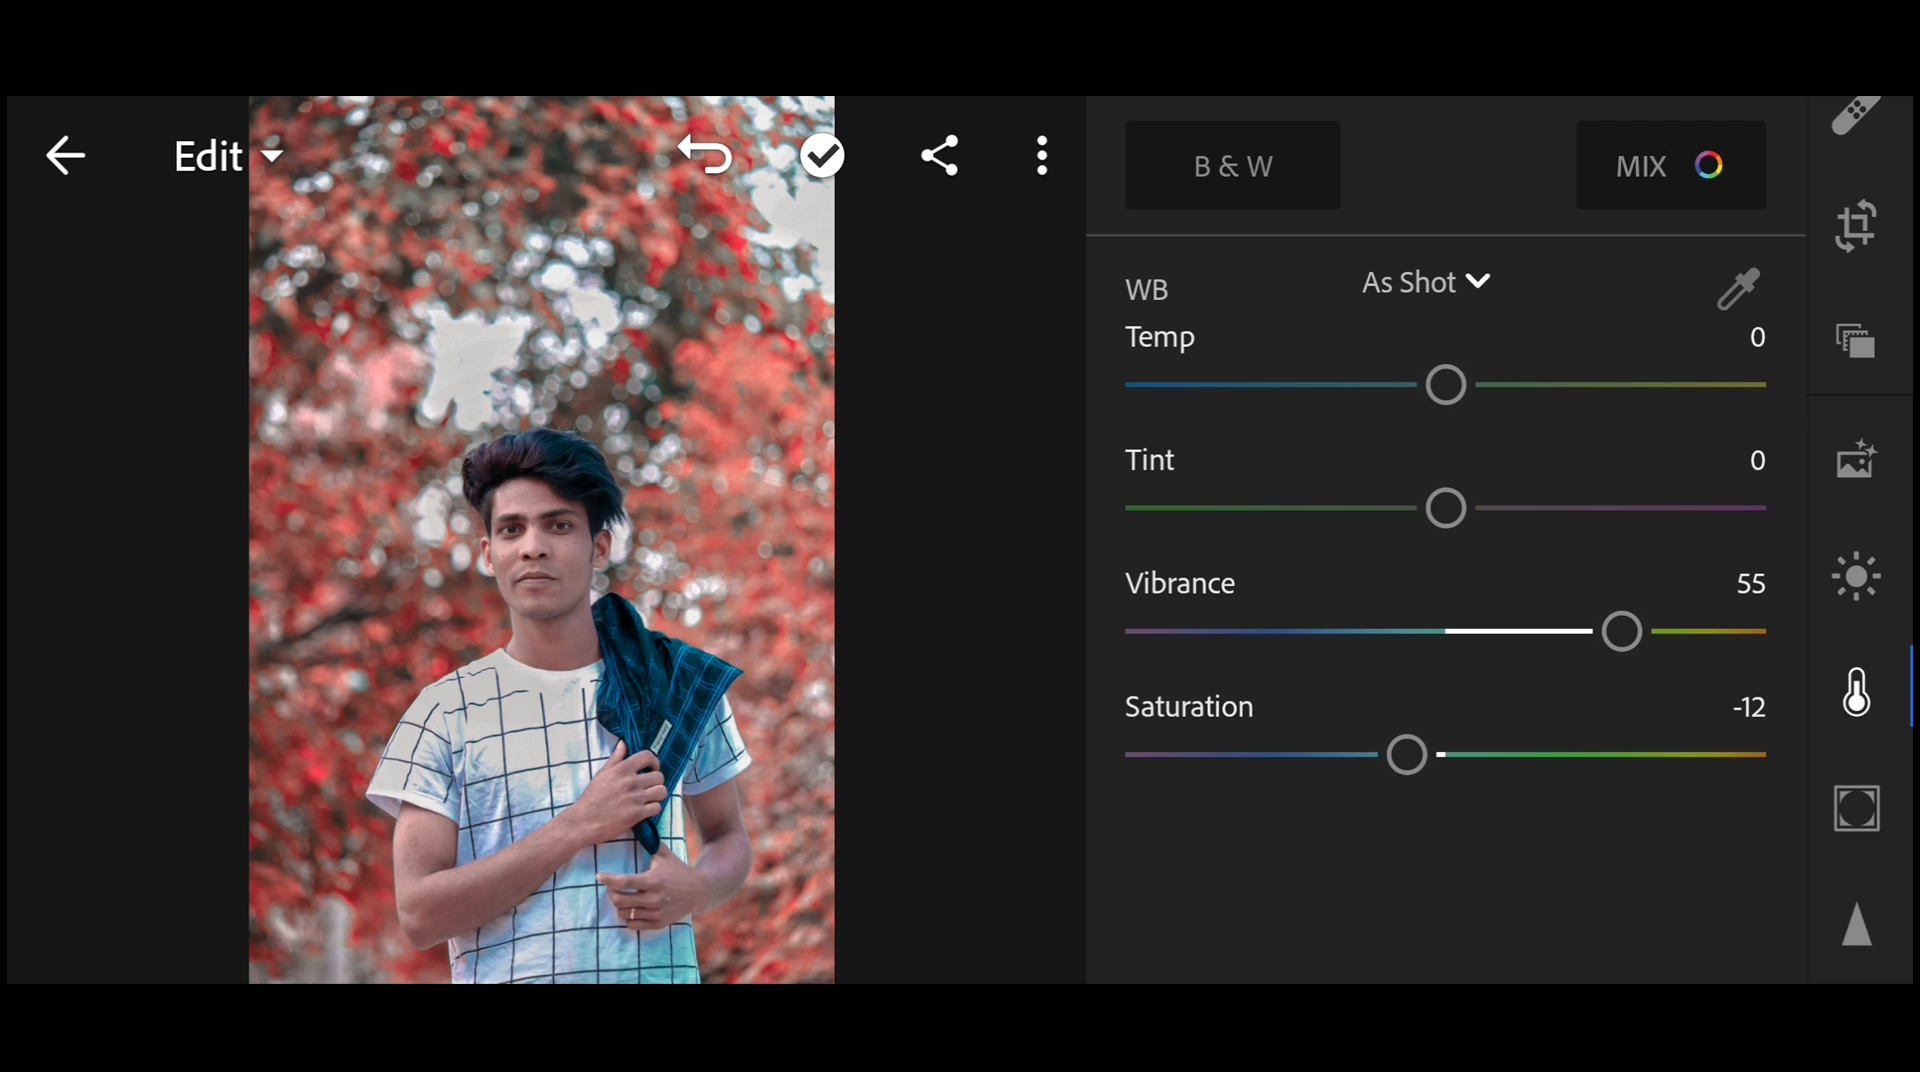 Edit
B & W
MIX
WB
As Shot
Temp
0
Tint
0
Vibrance
55
Saturation
-12